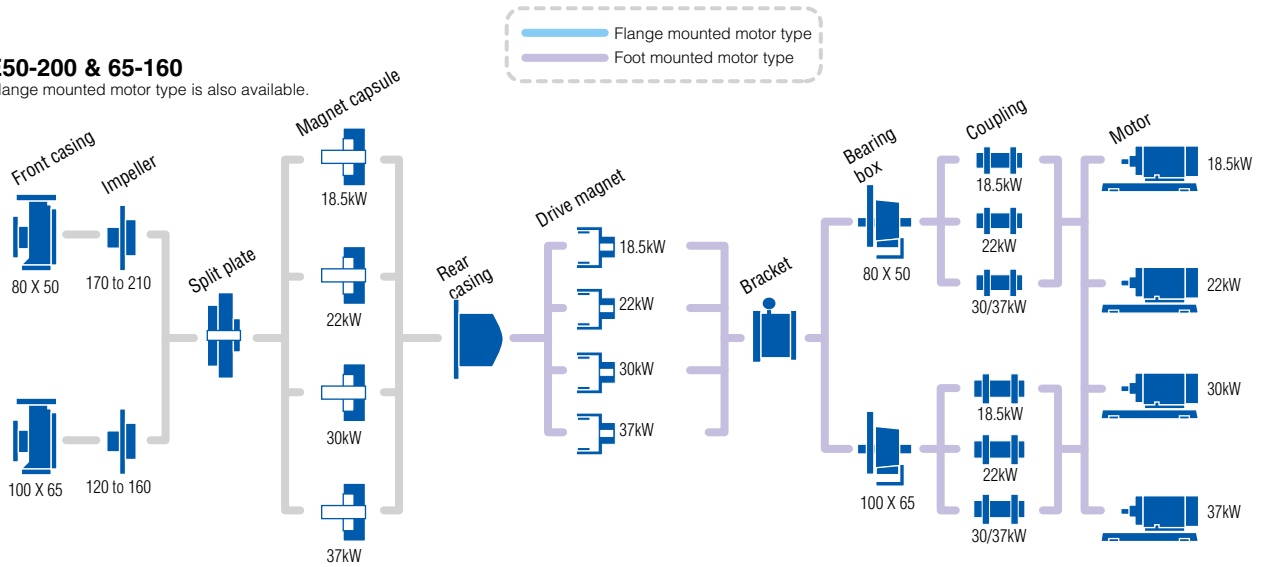 Flange mounted motor type
Foot mounted motor type
50-200 & 65-160
lange mounted motor type is also available.
Front casing
Impeller
Split plate
Magnet capsule
Rear
casing
Drive magnet
Bracket
Bearing
box
Coupling
Motor
80 X 50
170 to 210
100 X 65
120 to 160
18.5kW
22kW
30kW
37kW
18.5kW
22kW
30kW
37kW
80 X 50
100 X 65
18.5kW
22kW
30/37kW
18.5kW
22kW
30/37kW
18.5kW
22kW
30kW
37kW